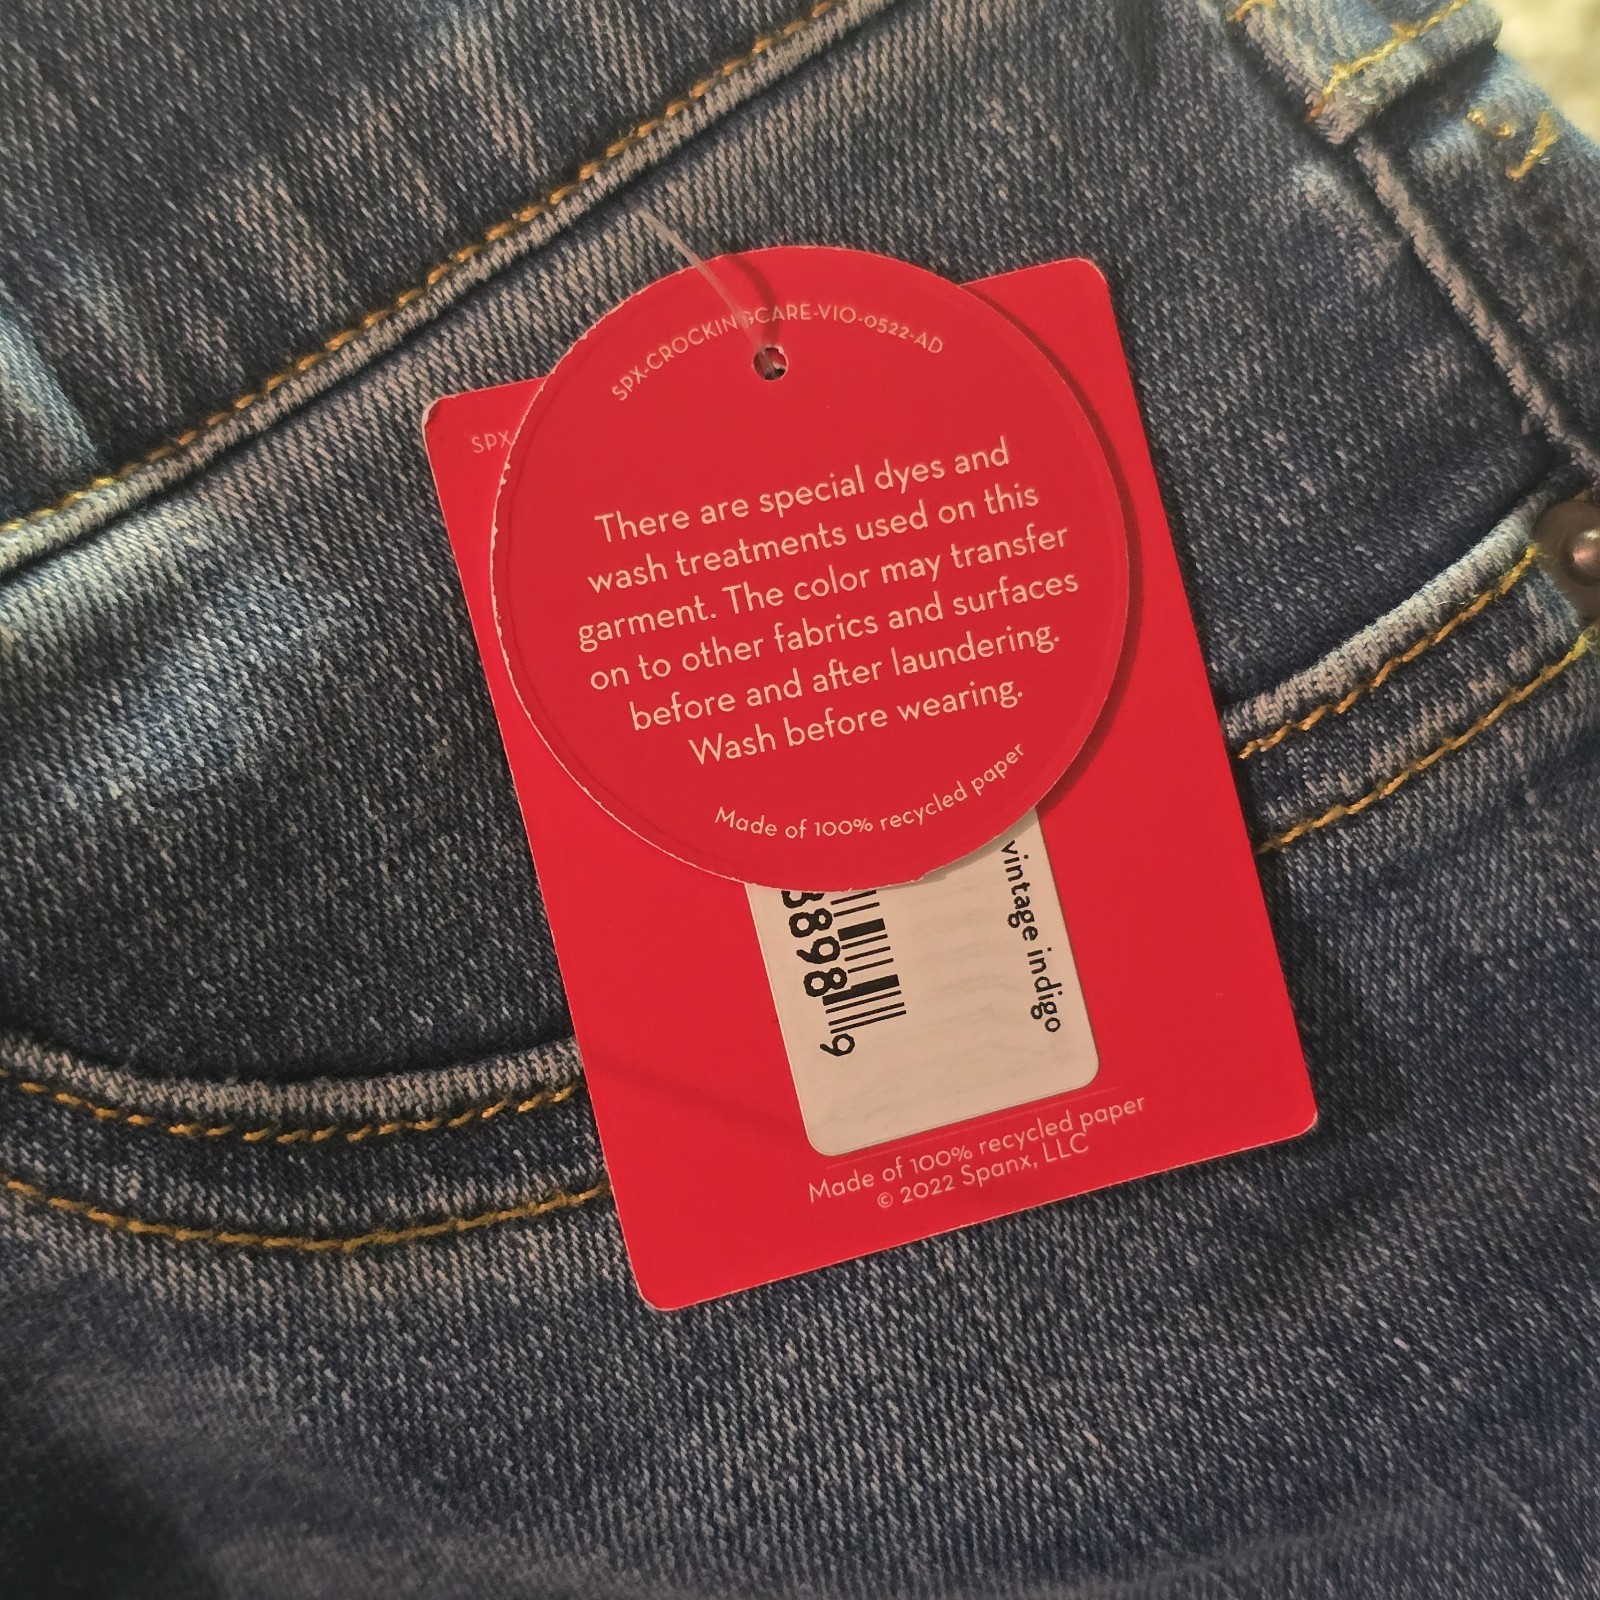 SPX-CROCKINGCARE-VIO-0522-AD
There are special dyes and
wash treatments used on this
garment. The color may transfer
on to other fabrics and surfaces
before and after laundering.
Wash before wearing.
Made of 100% recycled paper
SPX
vintage indigo
3898
9
Made of 100% recycled paper
© 2022 Spanx, LLC